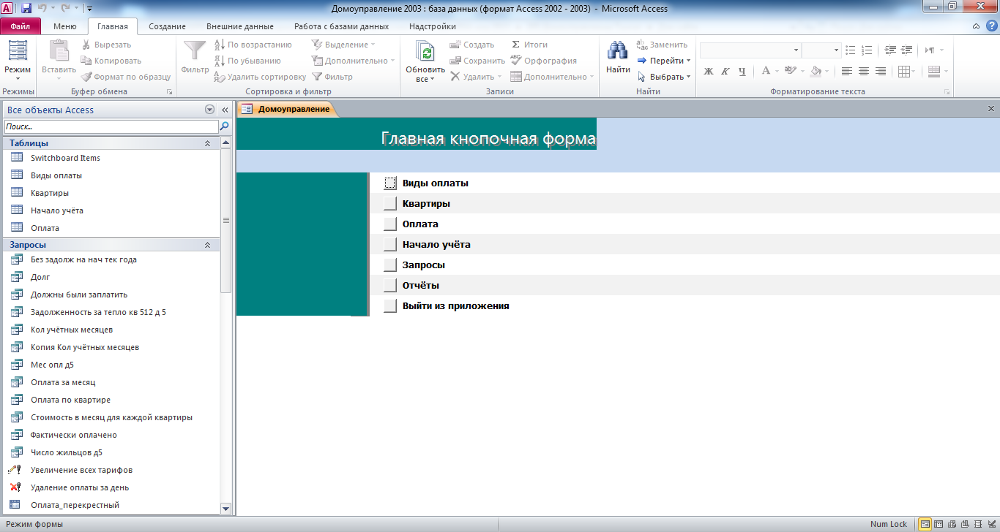 Домоуправление 2003 : база данных (формат Access 2002 - 2003) - Microsoft Access
Файл Меню Главная Создание Внешние данные Работа с базами данных Надстройки
Режим
Режимы
Вставить
Вырезать
Копировать
Формат по образцу
Буфер обмена
Фильтр
По возрастанию
По убыванию
Удалить сортировку
Выделение
Дополнительно
Фильтр
Сортировка и фильтр
Обновить
все
Создать
Сохранить
Удалить
Итоги
Орфография
Дополнительно
Записи
Найти
Заменить
Перейти
Выбрать
Найти
Ж К Ч А
Форматирование текста
Все объекты Access
Поиск...
Таблицы
Switchboard Items
Виды оплаты
Квартиры
Начало учёта
Оплата
Запросы
Без задолж на нач тек года
Долг
Должны были заплатить
Задолженность за тепло кв 512 д 5
Кол учётных месяцев
Копия Кол учётных месяцев
Мес опл д5
Оплата за месяц
Оплата по квартире
Стоимость в месяц для каждой квартиры
Фактически оплачено
Число жильцов д5
Увеличение всех тарифов
Удаление оплаты за день
Оплата_перекрестный
Домоуправление
Главная кнопочная форма
Виды оплаты
Квартиры
Оплата
Начало учёта
Запросы
Отчёты
Выйти из приложения
Режим формы
Num Lock